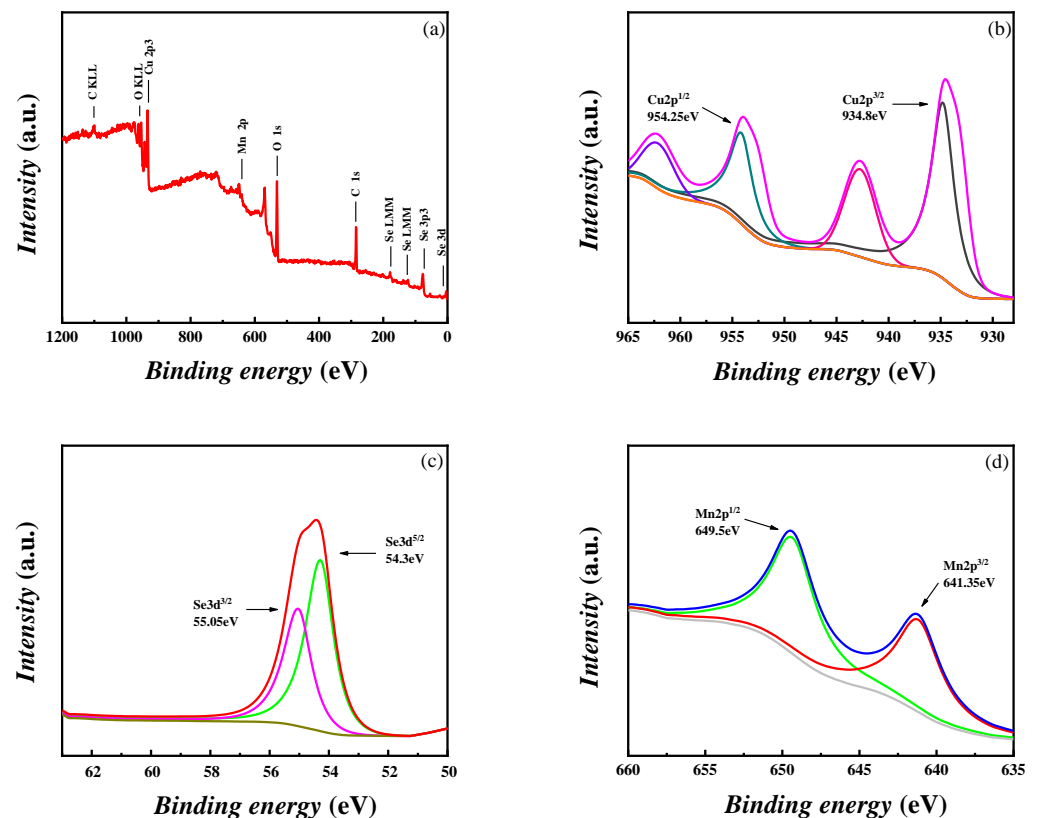 (a)
C KLL
O KLL
Cu 2p3
Mn 2p
O 1s
C 1s
Se LMM
Se LMM
Se 3p3
Se 3d
Intensity (a.u.)
1200 1000 800 600 400 200 0
Binding energy (eV)
(b)
Cu2p1/2
954.25eV
Cu2p3/2
934.8eV
Intensity (a.u.)
965 960 955 950 945 940 935 930
Binding energy (eV)
(c)
Se3d5/2
54.3eV
Se3d3/2
55.05eV
Intensity (a.u.)
62 60 58 56 54 52 50
Binding energy (eV)
(d)
Mn2p1/2
649.5eV
Mn2p3/2
641.35eV
Intensity (a.u.)
660 655 650 645 640 635
Binding energy (eV)